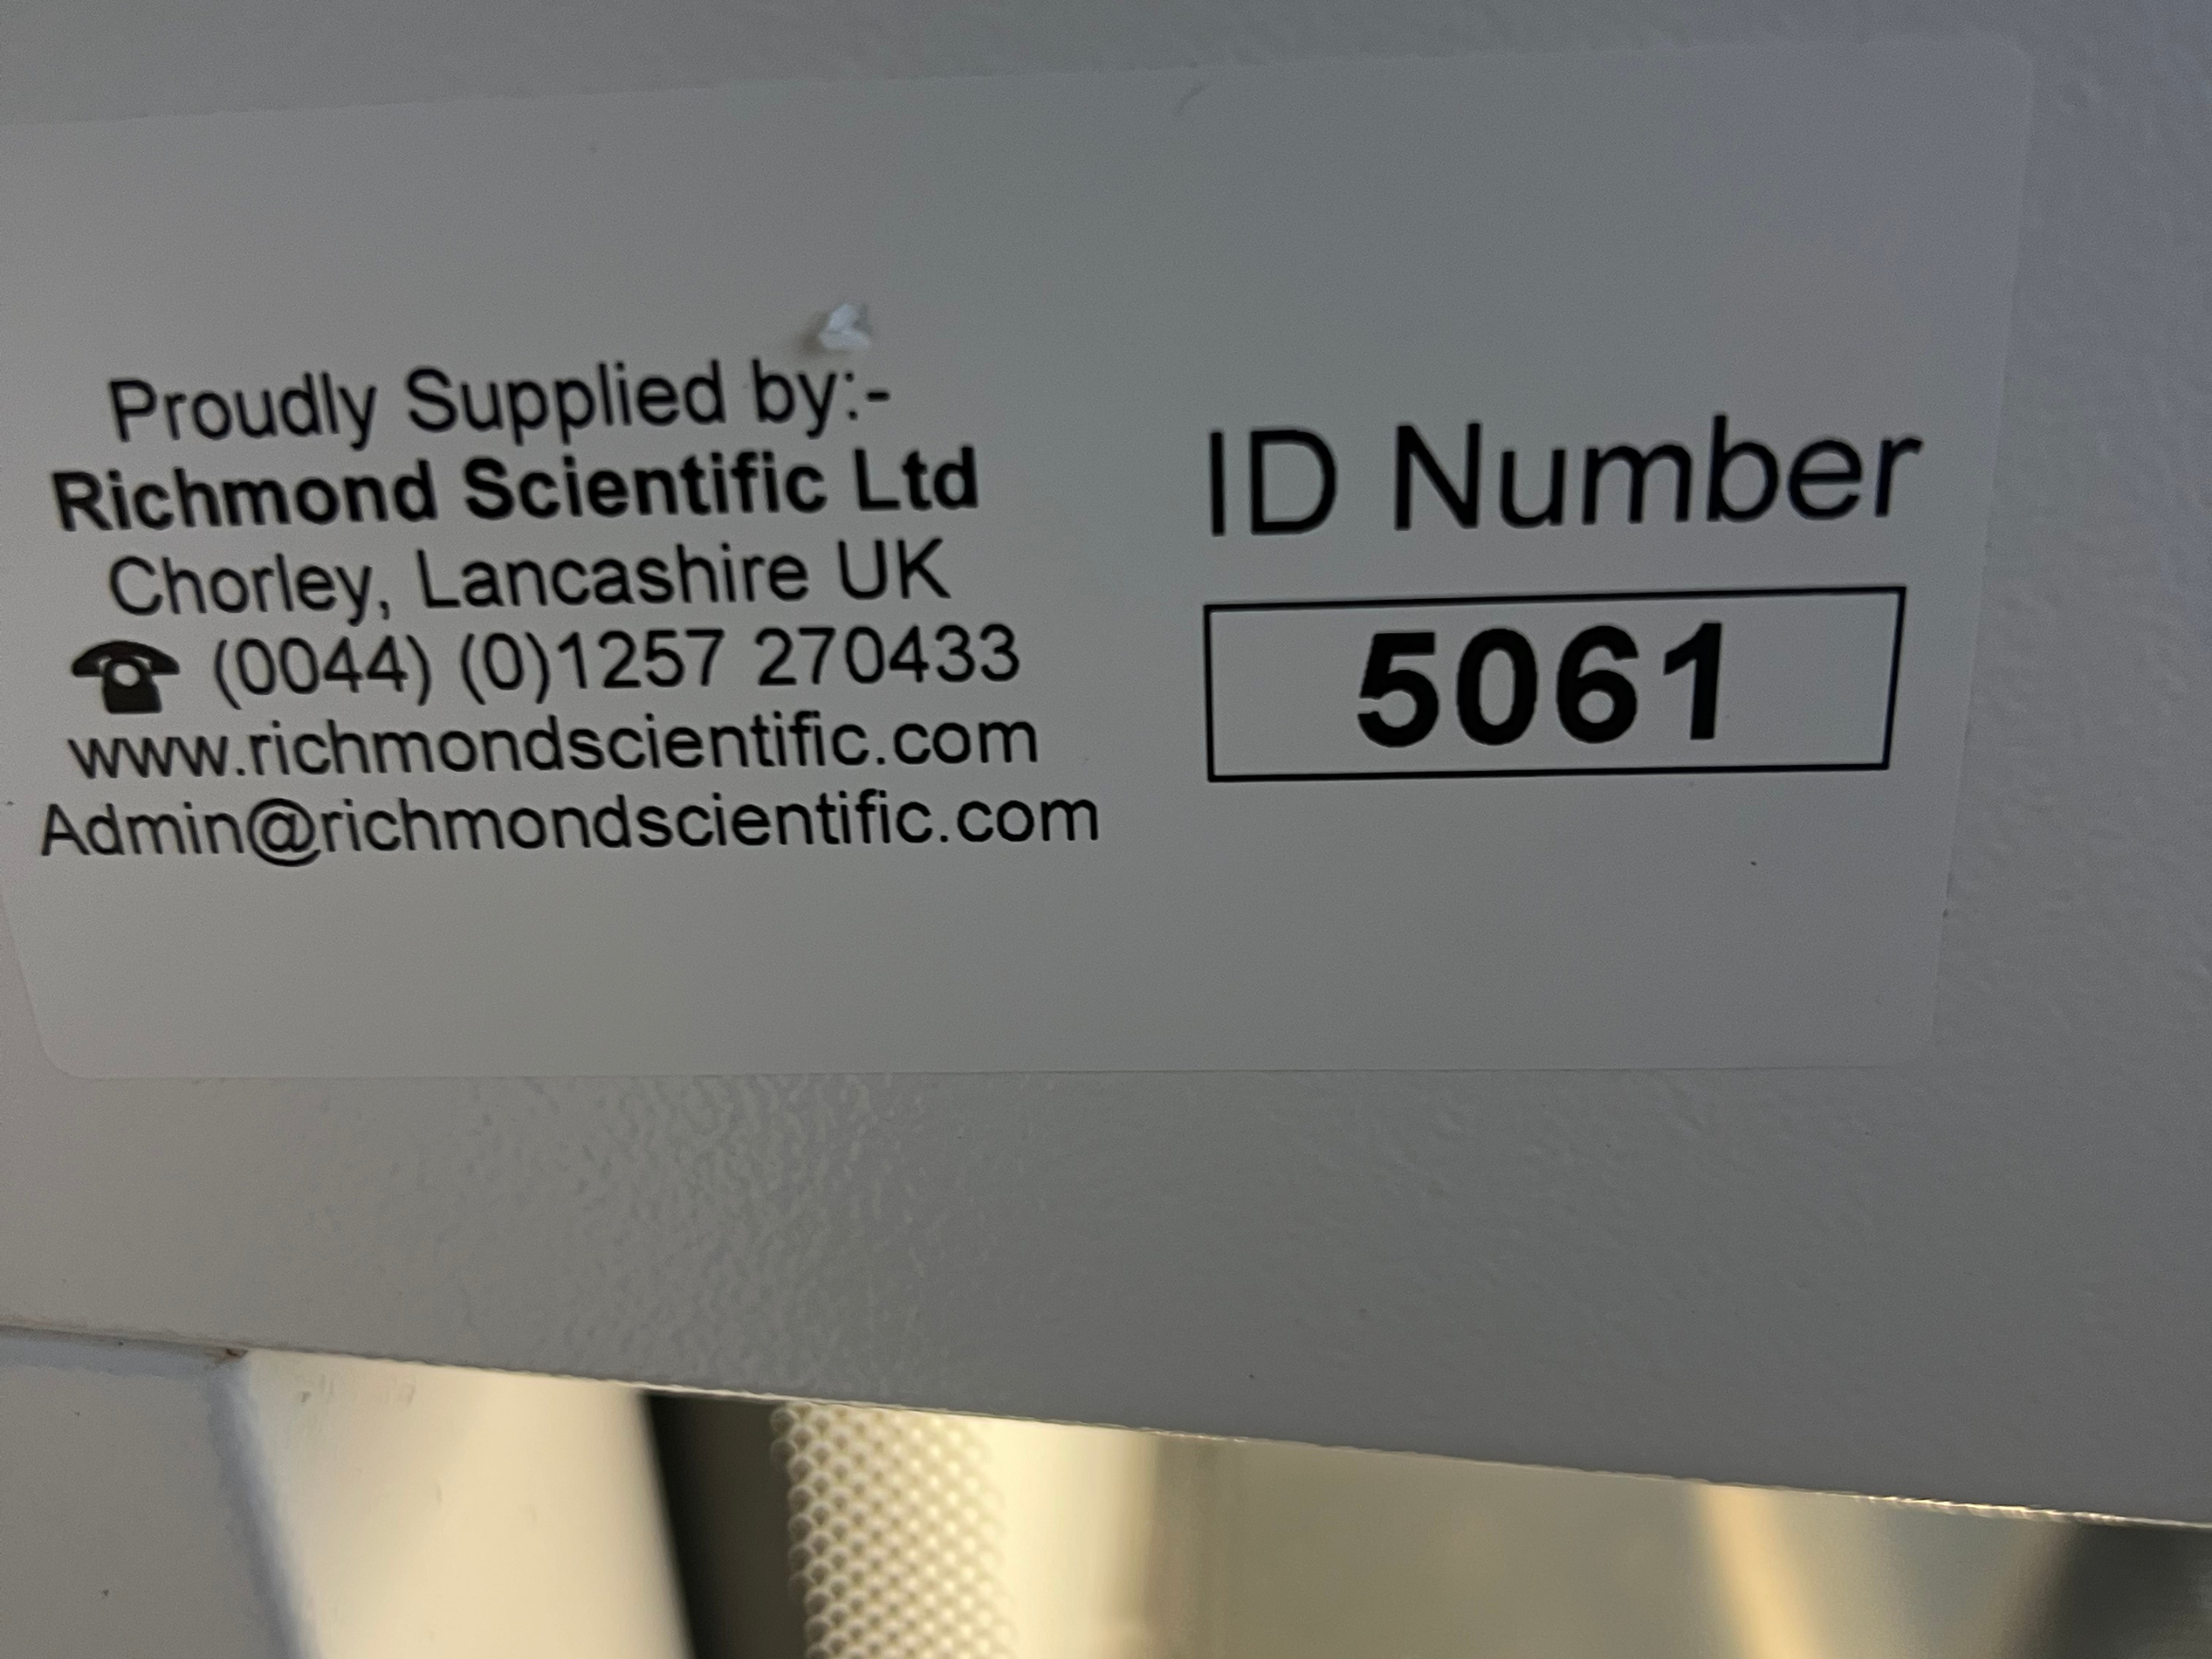 Proudly Supplied by:-
Richmond Scientific Ltd
Chorley, Lancashire UK
☎ (0044) (0)1257 270433
www.richmondscientific.com
Admin@richmondscientific.com
ID Number
5061